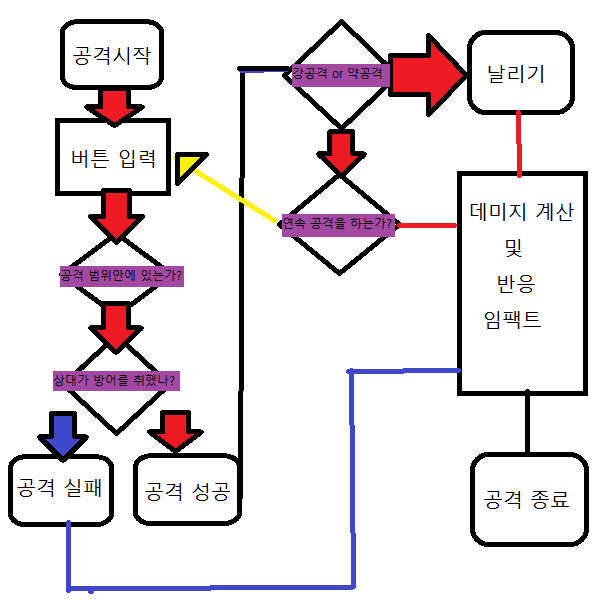 공격시작
버튼 입력
공격 범위안에 있는가?
상대가 방어를 취했나?
공격 실패
공격 성공
강공격 or 약공격
날리기
연속 공격을 하는가?
데미지 계산
및
반응
임팩트
공격 종료